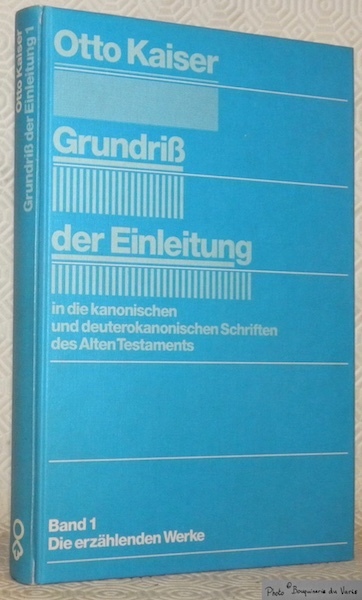 Otto Kaiser
Grundriß
der Einleitung
in die kanonischen
und deuterokanonischen Schriften
des Alten Testaments
Band 1
Die erzählenden Werke
Otto Kaiser
Grundriß der Einleitung 1
Photo © Bouquinerie du Varis